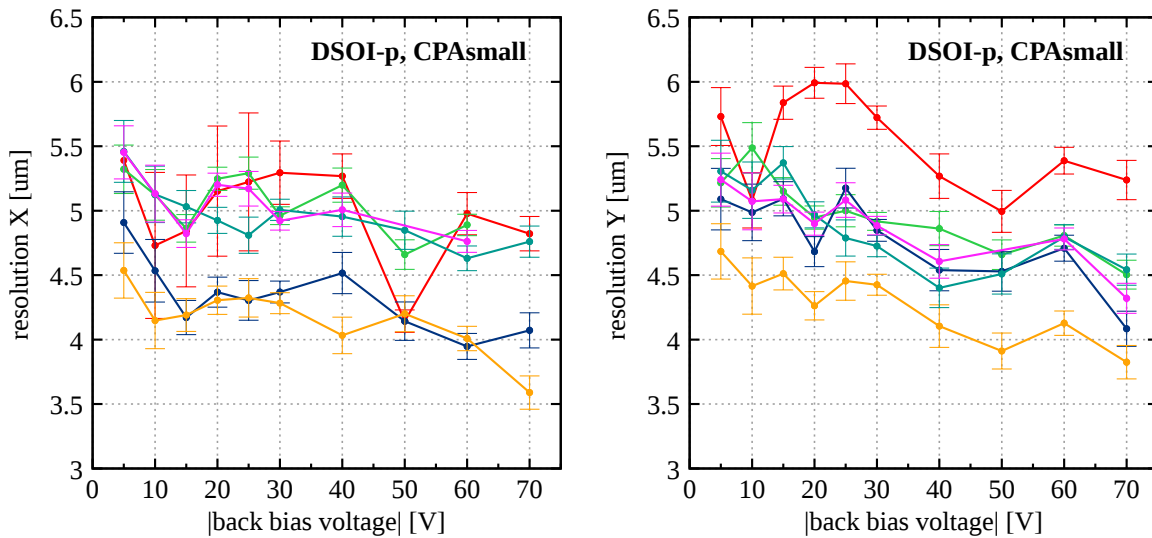 DSOI-p, CPAsmall
resolution X [um]
6.5
6
5.5
5
4.5
4
3.5
3
0 10 20 30 40 50 60 70
|back bias voltage| [V]
DSOI-p, CPAsmall
resolution Y [um]
6.5
6
5.5
5
4.5
4
3.5
3
0 10 20 30 40 50 60 70
|back bias voltage| [V]